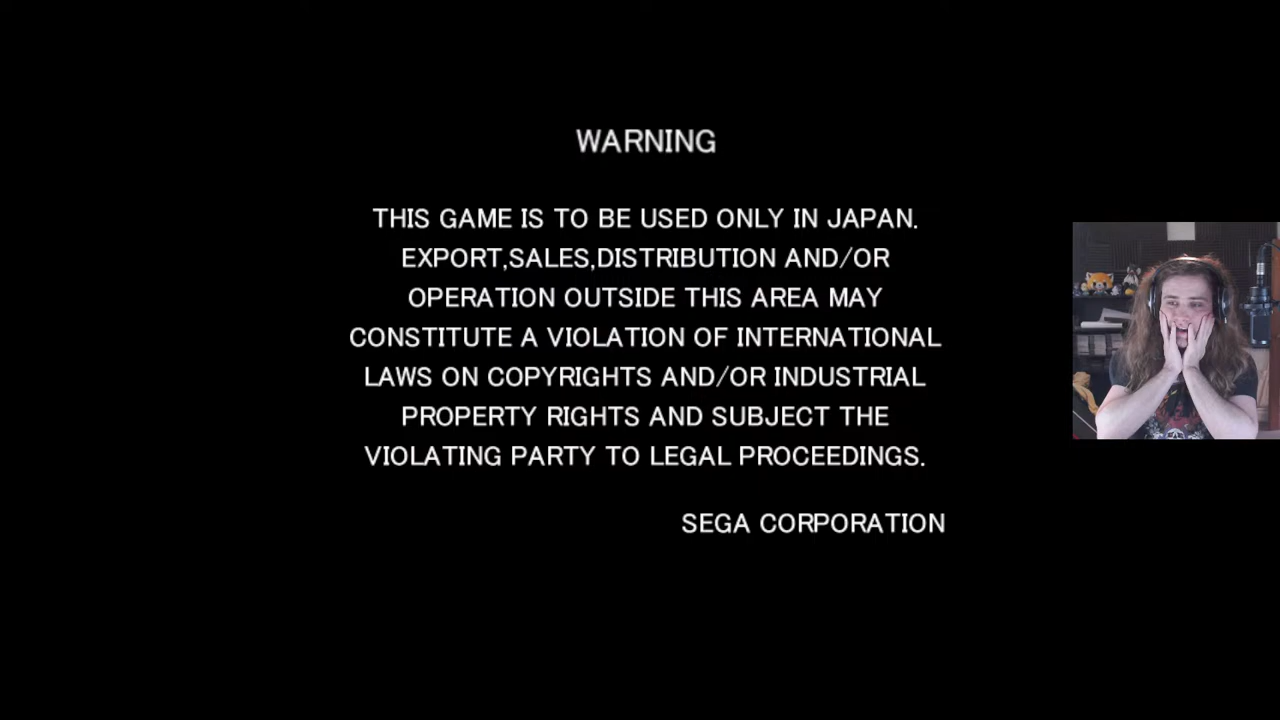 WARNING
THIS GAME IS TO BE USED ONLY IN JAPAN.
EXPORT,SALES,DISTRIBUTION AND/OR
OPERATION OUTSIDE THIS AREA MAY
CONSTITUTE A VIOLATION OF INTERNATIONAL
LAWS ON COPYRIGHTS AND/OR INDUSTRIAL
PROPERTY RIGHTS AND SUBJECT THE
VIOLATING PARTY TO LEGAL PROCEEDINGS.
SEGA CORPORATION